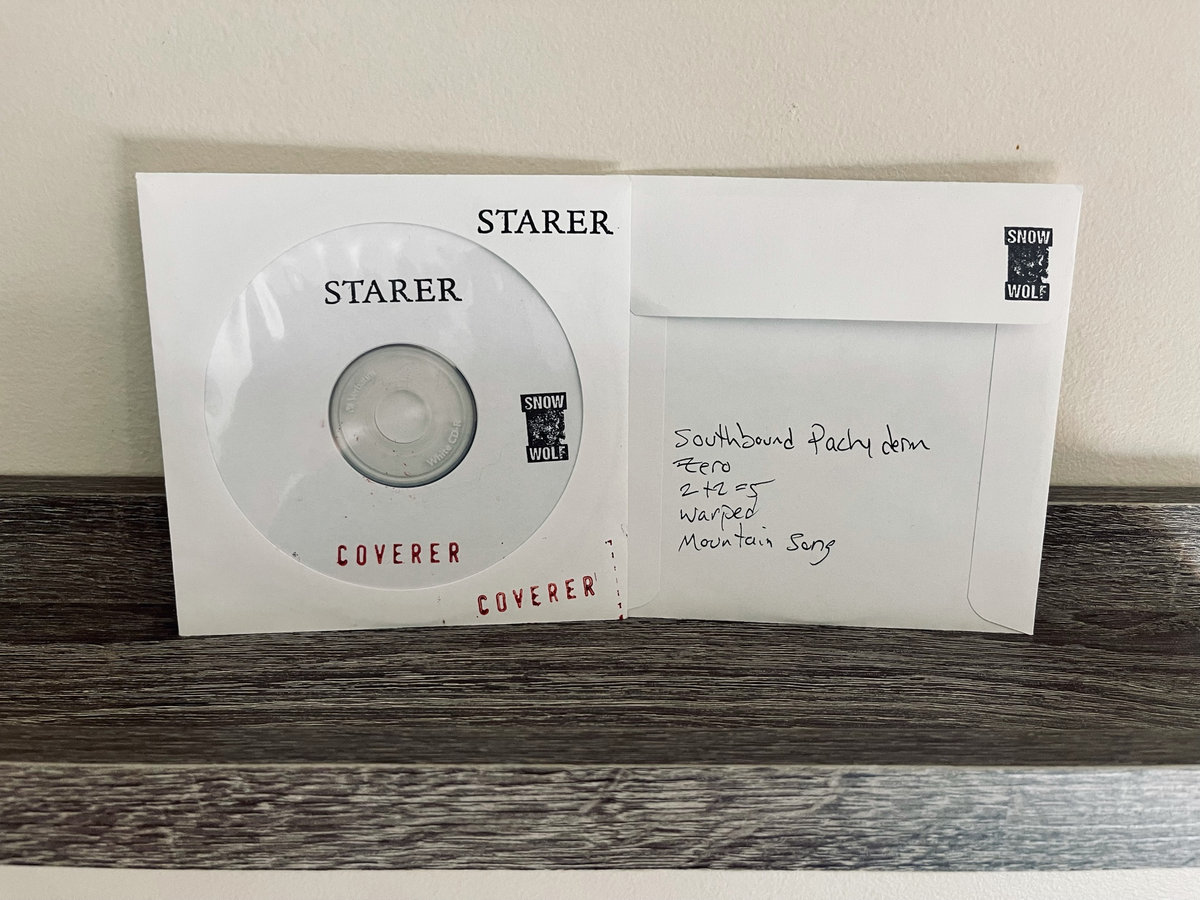 STARER
STARER
SNOW
WOLF
COVERER
COVERER
SNOW
WOLF
Southbound Pachyderm
Zero
2+2=5
Warped
Mountain Song